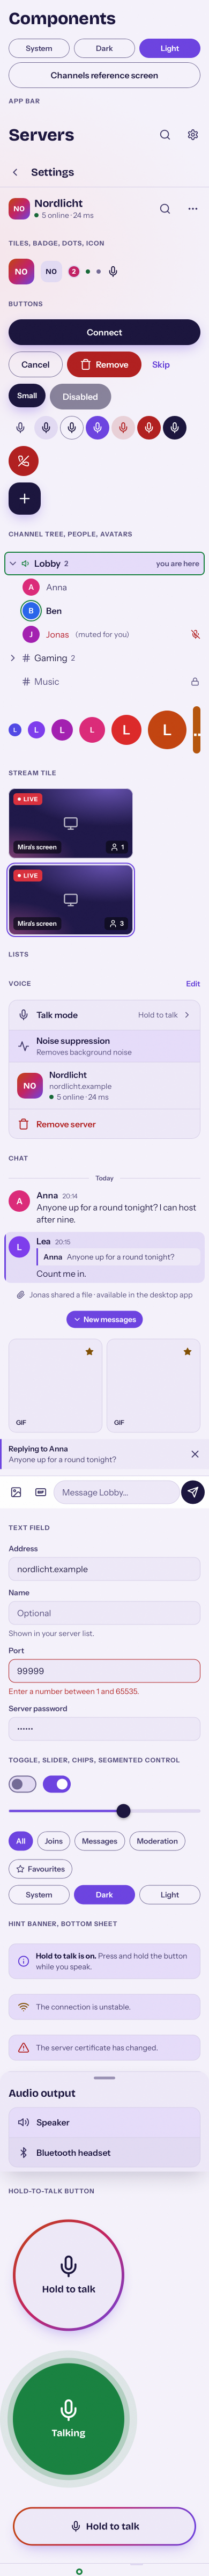 Components
System
Dark
Light
Channels reference screen
APP BAR
Servers
Settings
NO
Nordlicht
5 online · 24 ms
TILES, BADGE, DOTS, ICON
NO
NO
2
BUTTONS
Connect
Cancel
Remove
Skip
Small
Disabled
CHANNEL TREE, PEOPLE, AVATARS
Lobby 2
you are here
A
Anna
B
Ben
J
Jonas (muted for you)
# Gaming 2
# Music
L
L
L
L
L
L
STREAM TILE
LIVE
Mira's screen
1
LIVE
Mira's screen
3
LISTS
VOICE
Edit
Talk mode
Hold to talk
Noise suppression
Removes background noise
NO
Nordlicht
nordlicht.example
5 online · 24 ms
Remove server
CHAT
Today
A
Anna 20:14
Anyone up for a round tonight? I can host
after nine.
L
Lea 20:15
Anna Anyone up for a round tonight?
Count me in.
Jonas shared a file · available in the desktop app
New messages
GIF
GIF
Replying to Anna
Anyone up for a round tonight?
GIF
Message Lobby…
TEXT FIELD
Address
nordlicht.example
Name
Optional
Shown in your server list.
Port
99999
Enter a number between 1 and 65535.
Server password
••••••
TOGGLE, SLIDER, CHIPS, SEGMENTED CONTROL
All
Joins
Messages
Moderation
Favourites
System
Dark
Light
HINT BANNER, BOTTOM SHEET
Hold to talk is on. Press and hold the button
while you speak.
The connection is unstable.
The server certificate has changed.
Audio output
Speaker
Bluetooth headset
HOLD-TO-TALK BUTTON
Hold to talk
Talking
Hold to talk